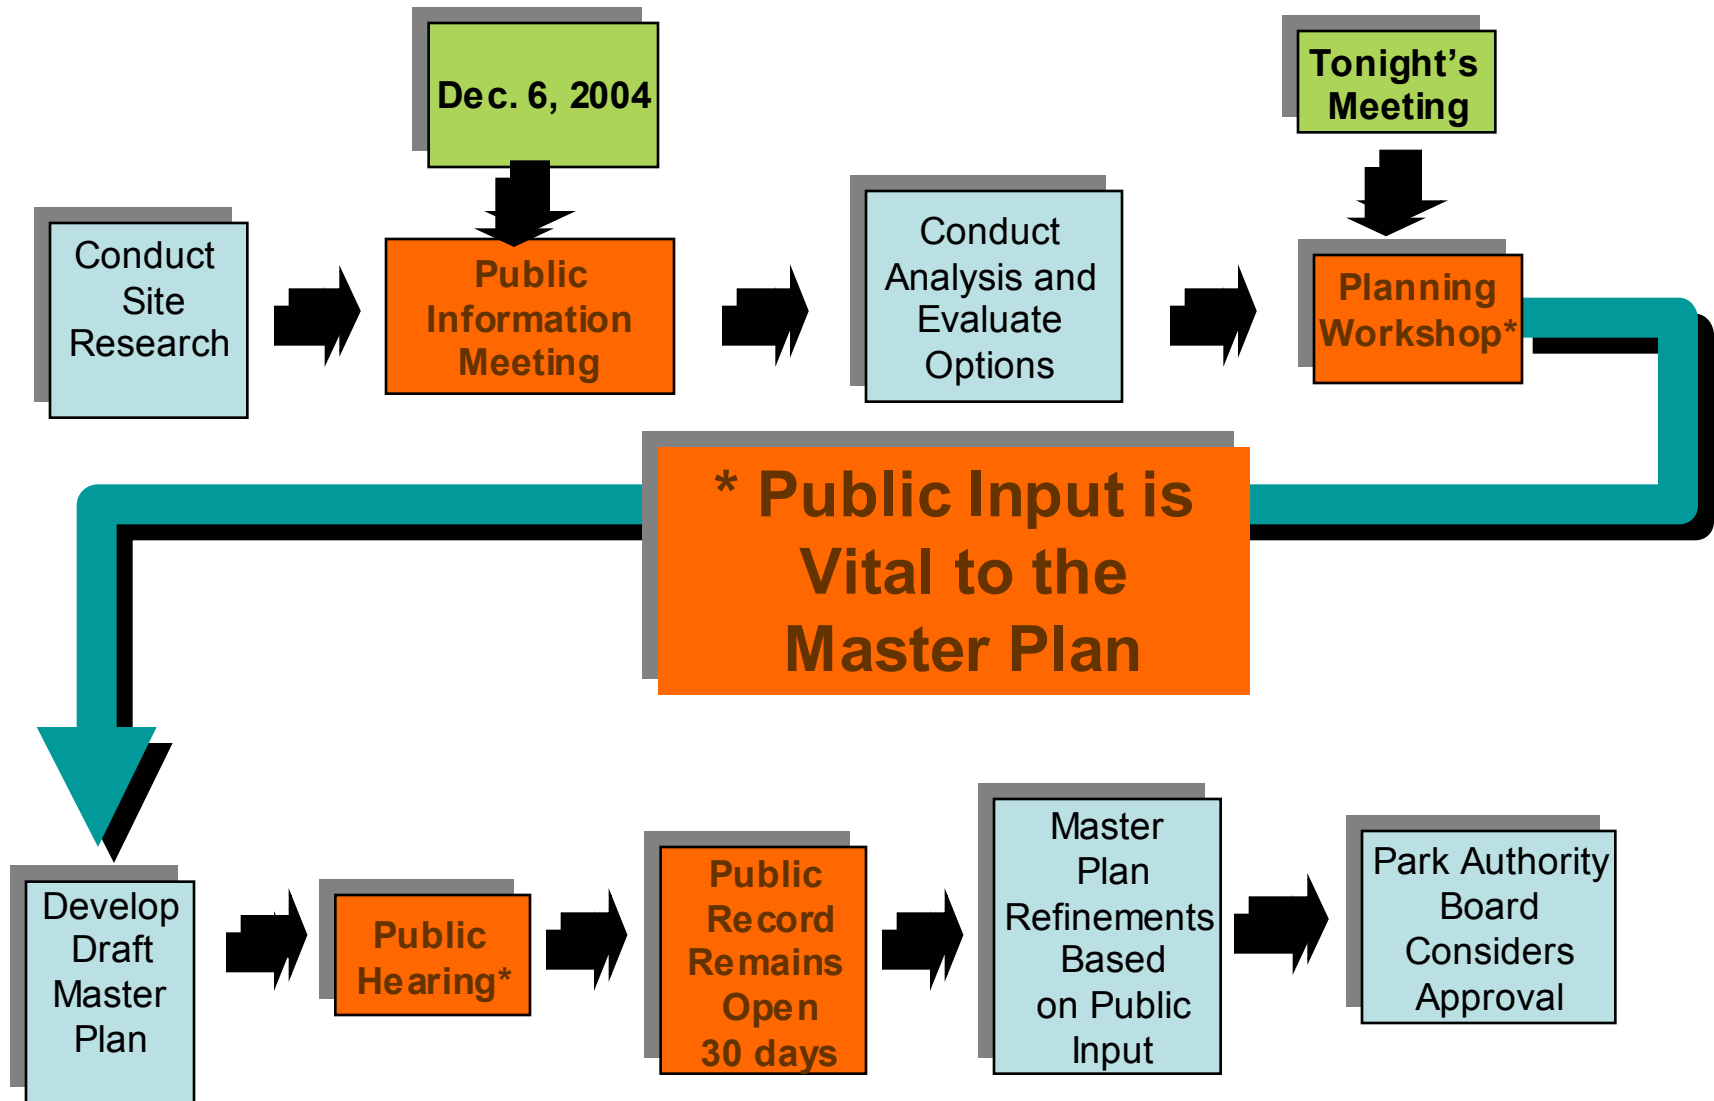 Dec. 6, 2004
Tonight's
Meeting
Conduct
Site
Research
Public
Information
Meeting
Conduct
Analysis and
Evaluate
Options
Planning
Workshop*
* Public Input is
Vital to the
Master Plan
Develop
Draft
Master
Plan
Public
Hearing*
Public
Record
Remains
Open
30 days
Master
Plan
Refinements
Based
on Public
Input
Park Authority
Board
Considers
Approval